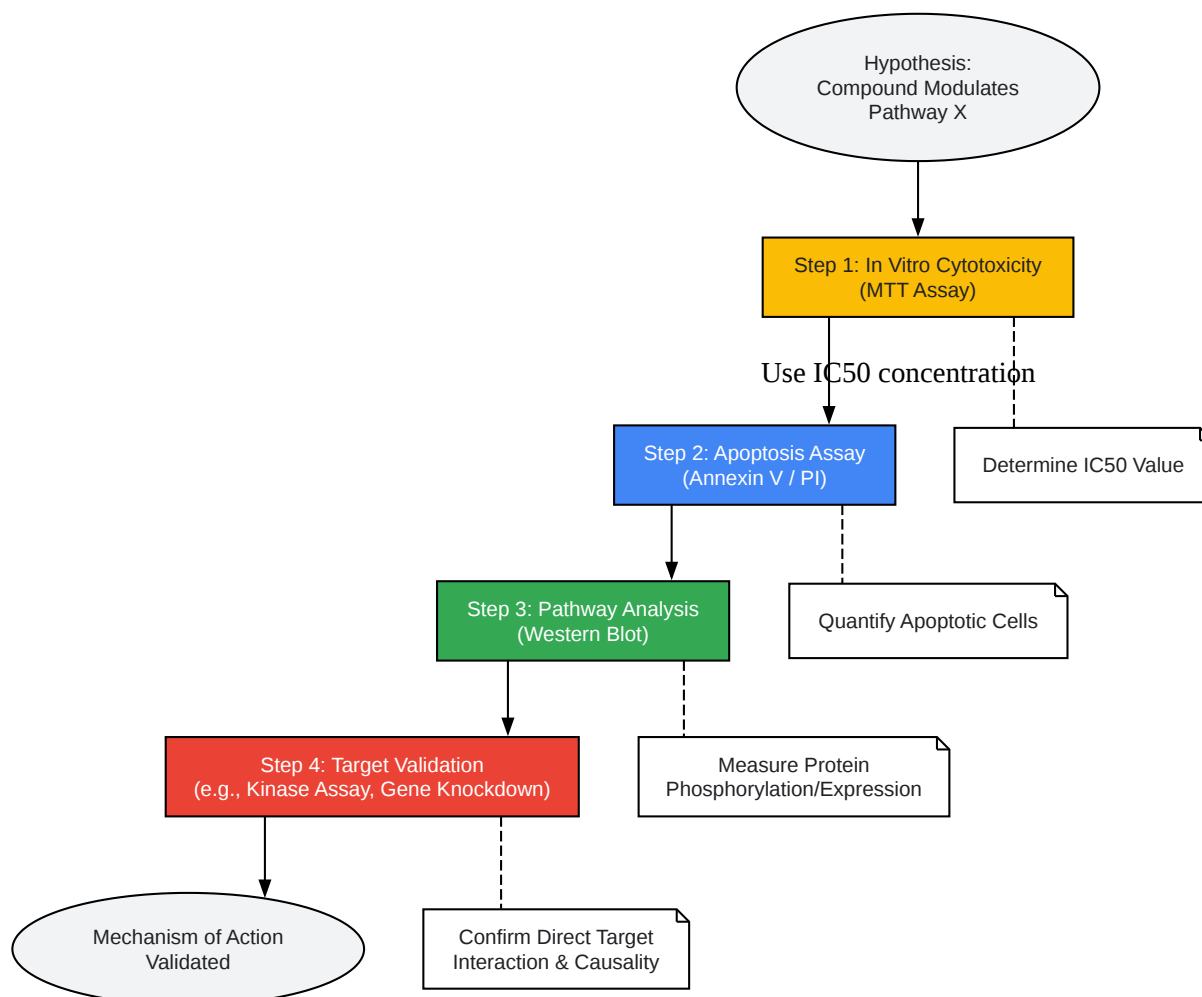 Hypothesis:
Compound Modulates
Pathway X
Step 1: In Vitro Cytotoxicity
(MTT Assay)
Use IC50 concentration
Step 2: Apoptosis Assay
(Annexin V / PI)
Determine IC50 Value
Step 3: Pathway Analysis
(Western Blot)
Quantify Apoptotic Cells
Step 4: Target Validation
(e.g., Kinase Assay, Gene Knockdown)
Measure Protein
Phosphorylation/Expression
Mechanism of Action
Validated
Confirm Direct Target
Interaction & Causality